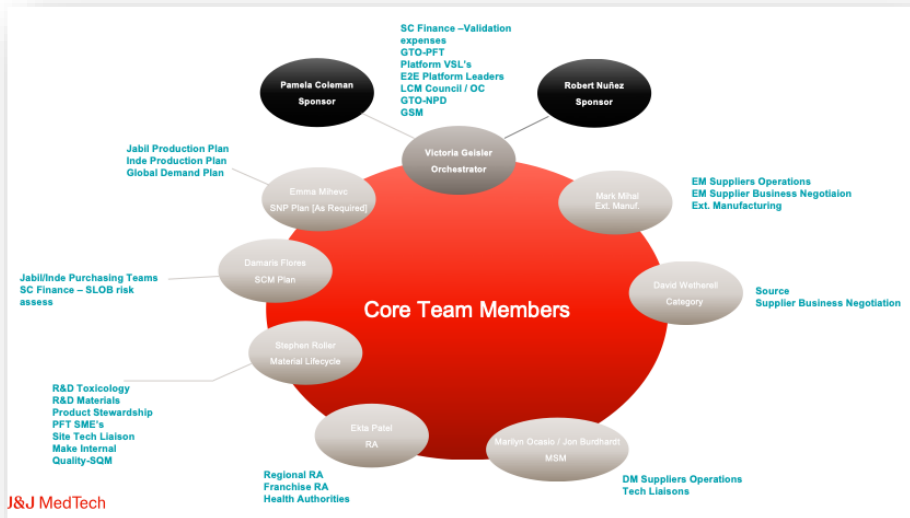 SC Finance –Validation
expenses
GTO-PFT
Platform VSL's
E2E Platform Leaders
LCM Council / OC
GTO-NPD
GSM
Pamela Coleman
Sponsor
Robert Nuñez
Sponsor
Victoria Geisler
Orchestrator
Jabil Production Plan
Inde Production Plan
Global Demand Plan
Emma Mihevc
SNP Plan [As Required]
Mark Mihal
Ext. Manuf.
EM Suppliers Operations
EM Supplier Business Negotiaion
Ext. Manufacturing
Damaris Flores
SCM Plan
Jabil/Inde Purchasing Teams
SC Finance – SLOB risk
assess
David Wetherell
Category
Source
Supplier Business Negotiation
Core Team Members
Stephen Roller
Material Lifecycle
R&D Toxicology
R&D Materials
Product Stewardship
PFT SME's
Site Tech Liaison
Make Internal
Quality-SQM
Ekta Patel
RA
Regional RA
Franchise RA
Health Authorities
Marilyn Ocasio / Jon Burdhardt
MSM
DM Suppliers Operations
Tech Liaisons
J&J MedTech